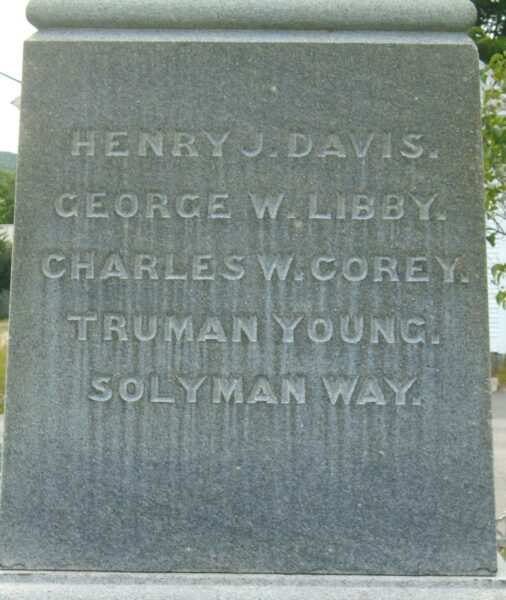 HENRY J. DAVIS.
GEORGE W. LIBBY.
CHARLES W. COREY.
TRUMAN YOUNG.
SOLYMAN WAY.